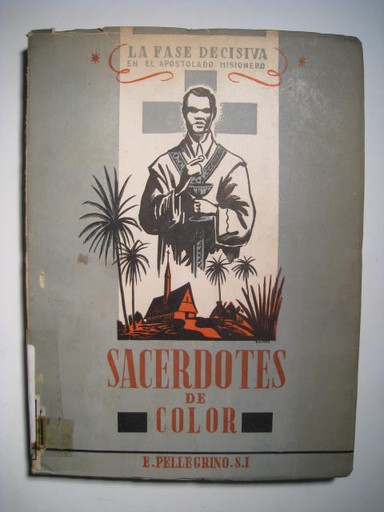 LA FASE DECISIVA
EN EL APOSTOLADO MISIONERO
SACERDOTES
DE
COLOR
E. PELLEGRINO. S.I